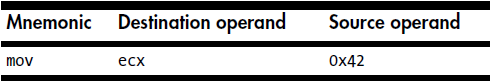 Mnemonic Destination operand Source operand
mov ecx 0x42